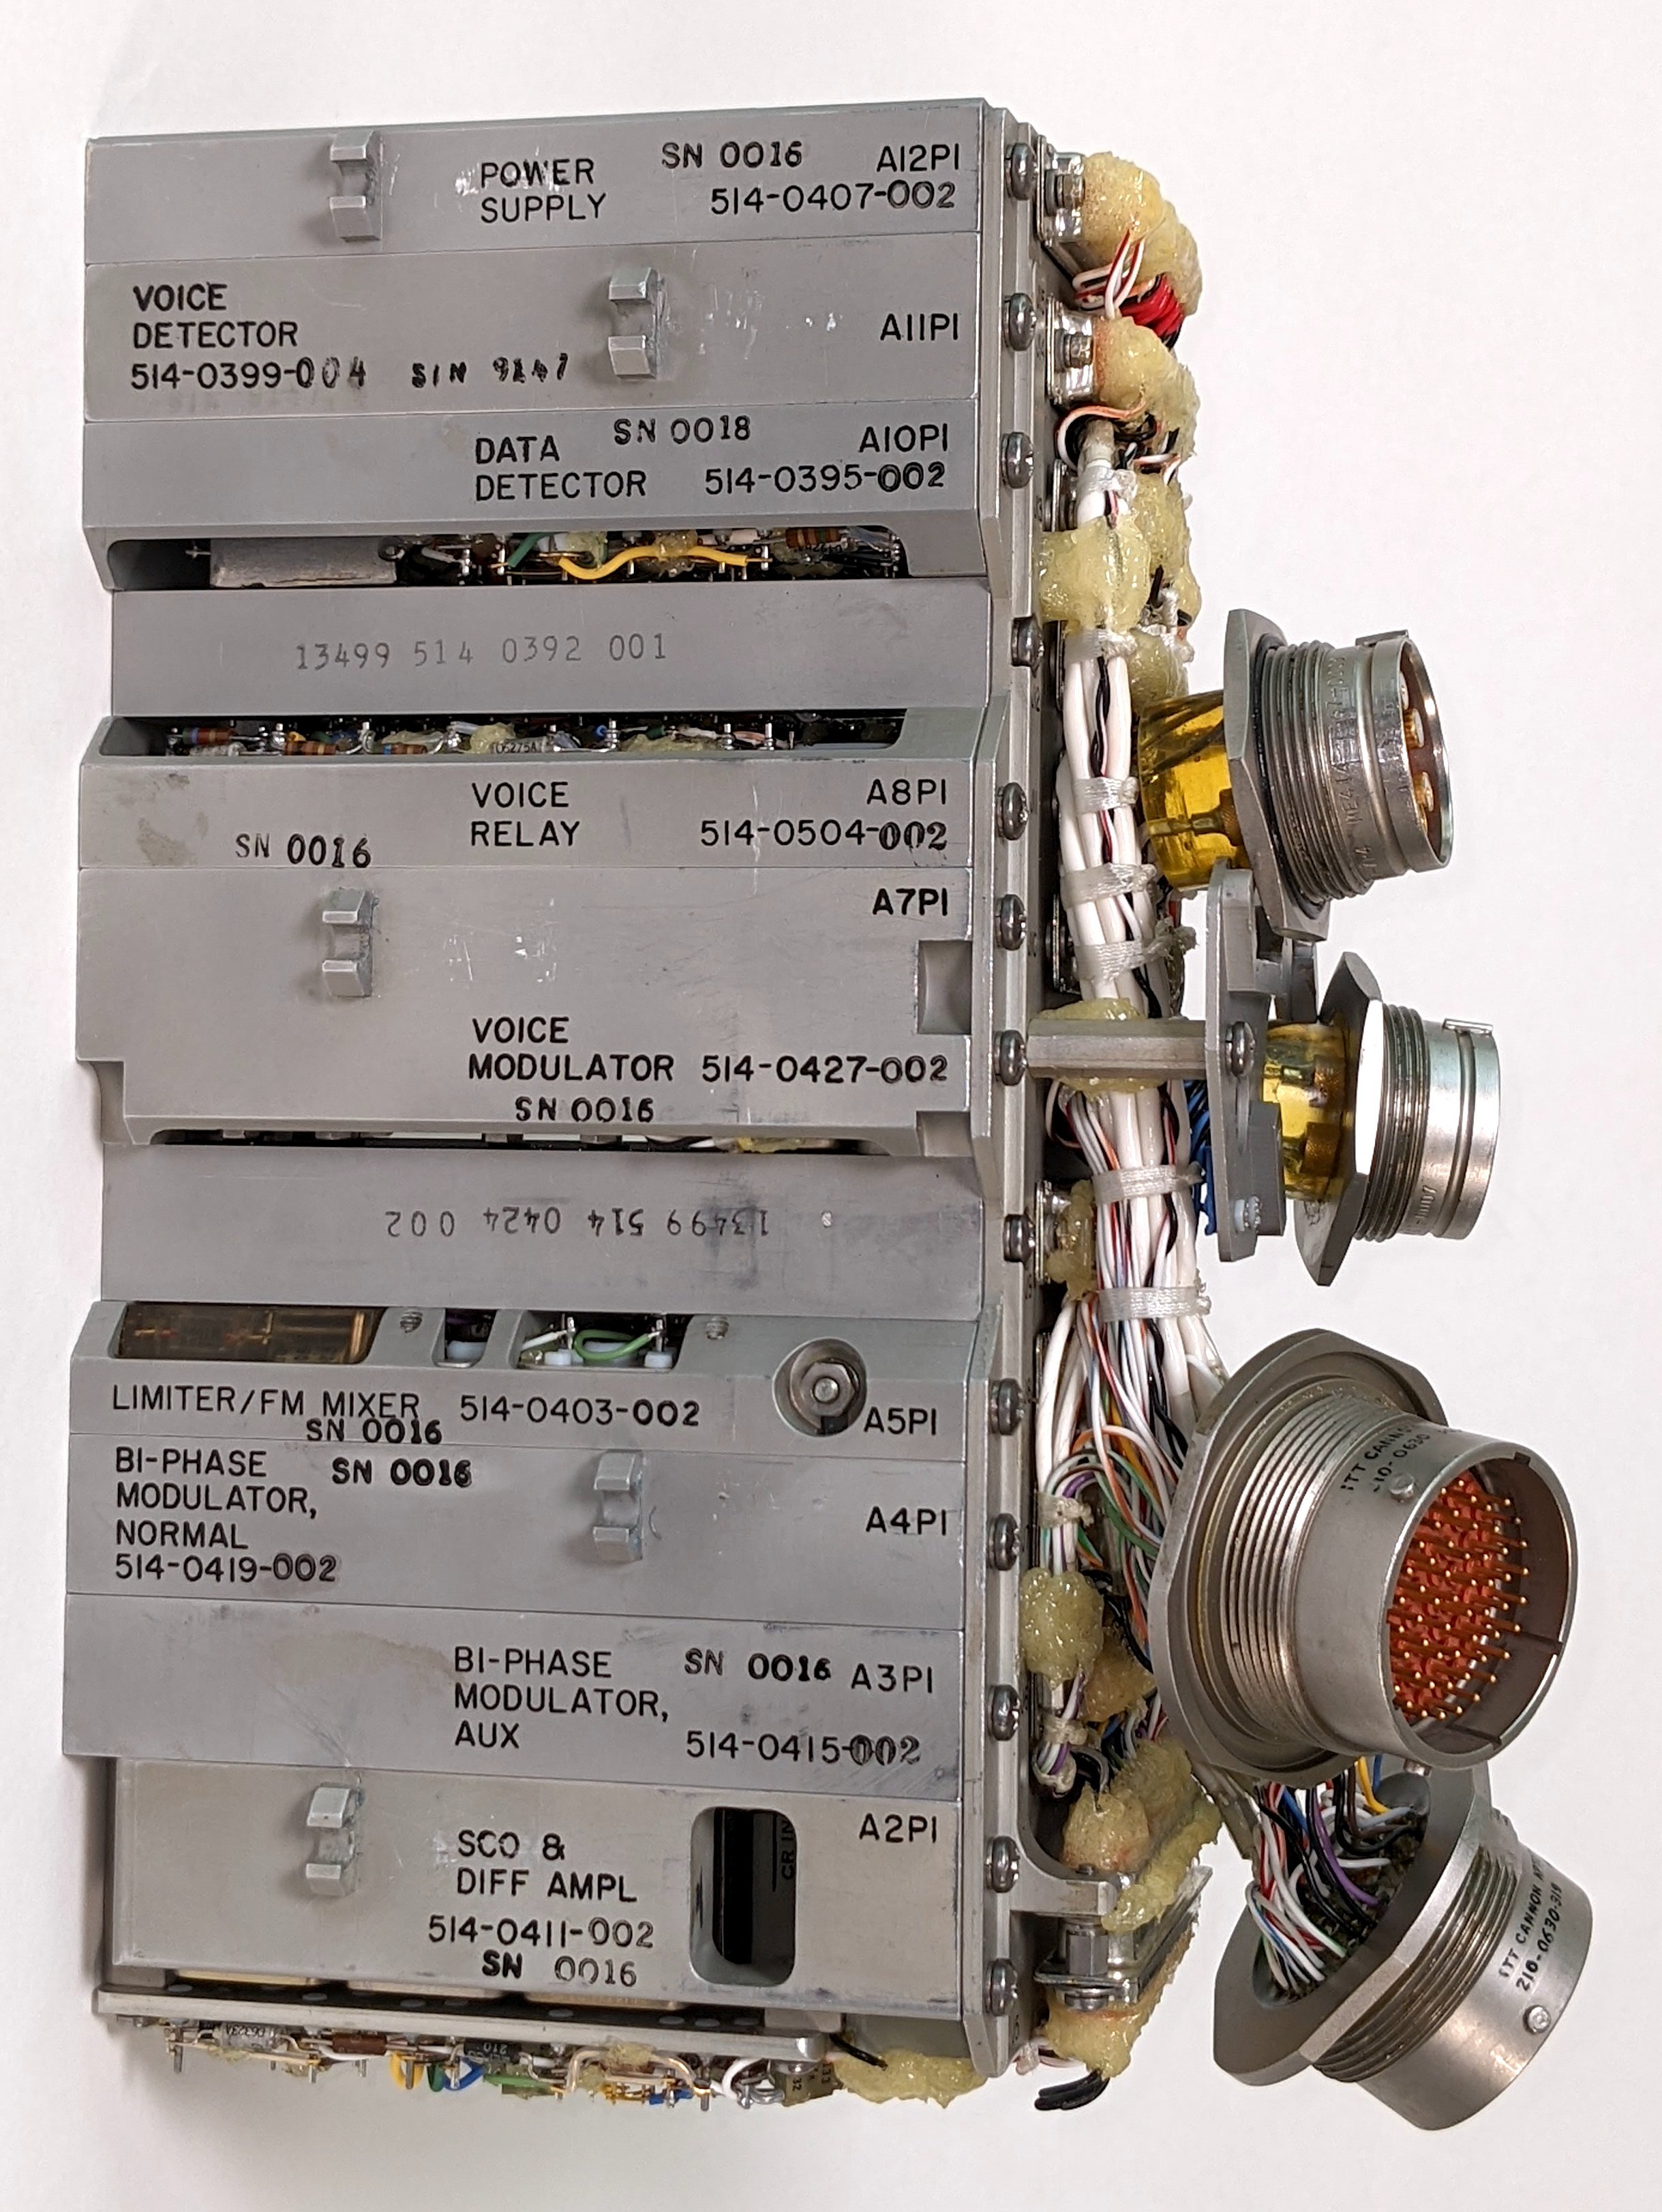 POWER SUPPLY
SN 0016
A12P1
514-0407-002
VOICE
DETECTOR
514-0399-004 S/N 9147
A11P1
DATA
DETECTOR
SN 0018
A10P1
514-0395-002
13499 514 0392 001
VOICE
RELAY
A8P1
514-0504-002
SN 0016
A7P1
VOICE
MODULATOR 514-0427-002
SN 0016
13499 514 0424 002
LIMITER/FM MIXER 514-0403-002
SN 0016
A5P1
BI-PHASE
MODULATOR,
NORMAL
514-0419-002
SN 0016
A4P1
BI-PHASE
MODULATOR,
AUX
SN 0016 A3P1
514-0415-002
SCO &
DIFF AMPL
514-0411-002
SN 0016
A2P1
ITT CANNON
ITT CANNON
210-0630-319